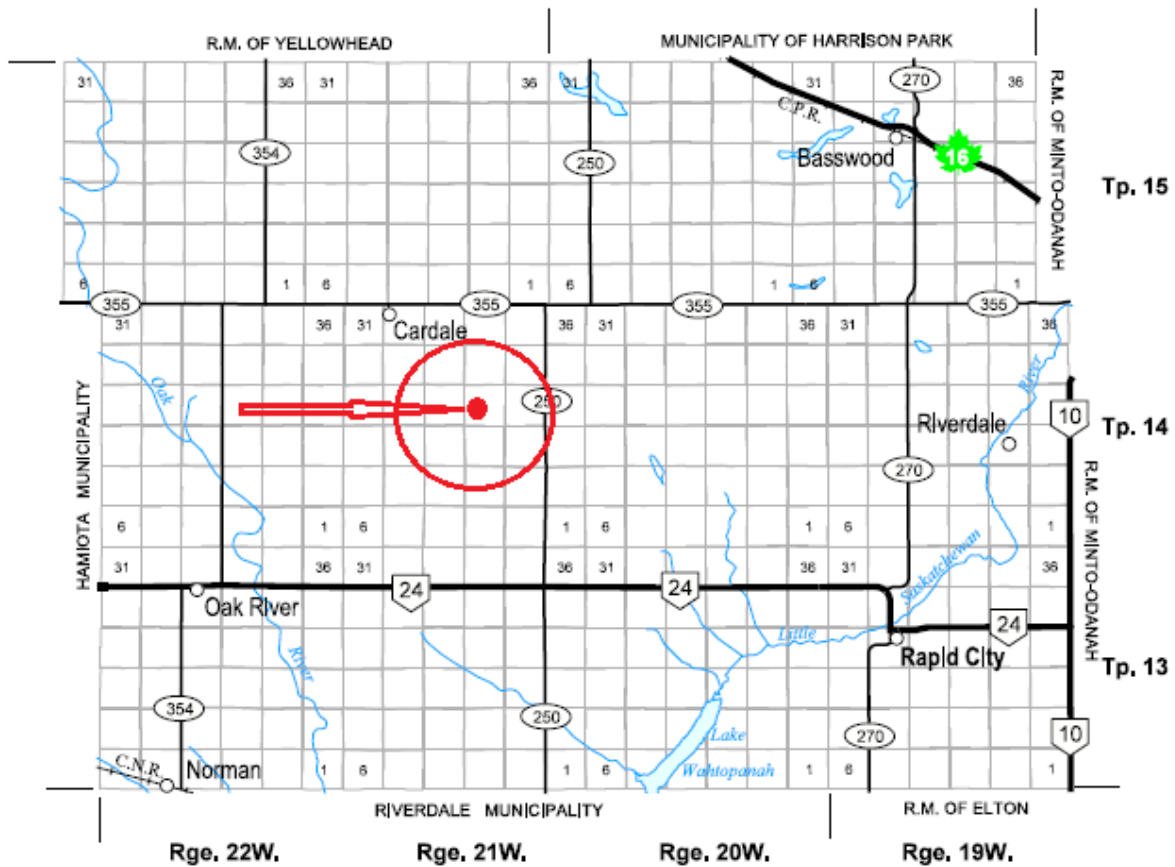 R.M. OF YELLOWHEAD
MUNICIPALITY OF HARRISON PARK
31 36 31 36 31 31 270 36
C.P.R.
R.M. OF MINTO-ODANAH
354 250 Basswood 16
Tp. 15
6 1 6 1 6 1 6 1
355 355 355 355
31 36 31 Cardale 36 31 36 31 36
HAMIOTA MUNICIPALITY
Oak
250
River
Riverdale 10
Tp. 14
270
R.M. OF MINTO-ODANAH
6 1 6 1 6 1 6 1
31 36 31 36 31 36 31 36
24 24
Saskatchewan
Oak River
Little
24
Rapid City
Tp. 13
River
354 250 270 10
Lake
Wahtopanah
C.N.R.
Norman 1 6 1 6 1 6 1
RIVERDALE MUNICIPALITY
R.M. OF ELTON
Rge. 22W. Rge. 21W. Rge. 20W. Rge. 19W.